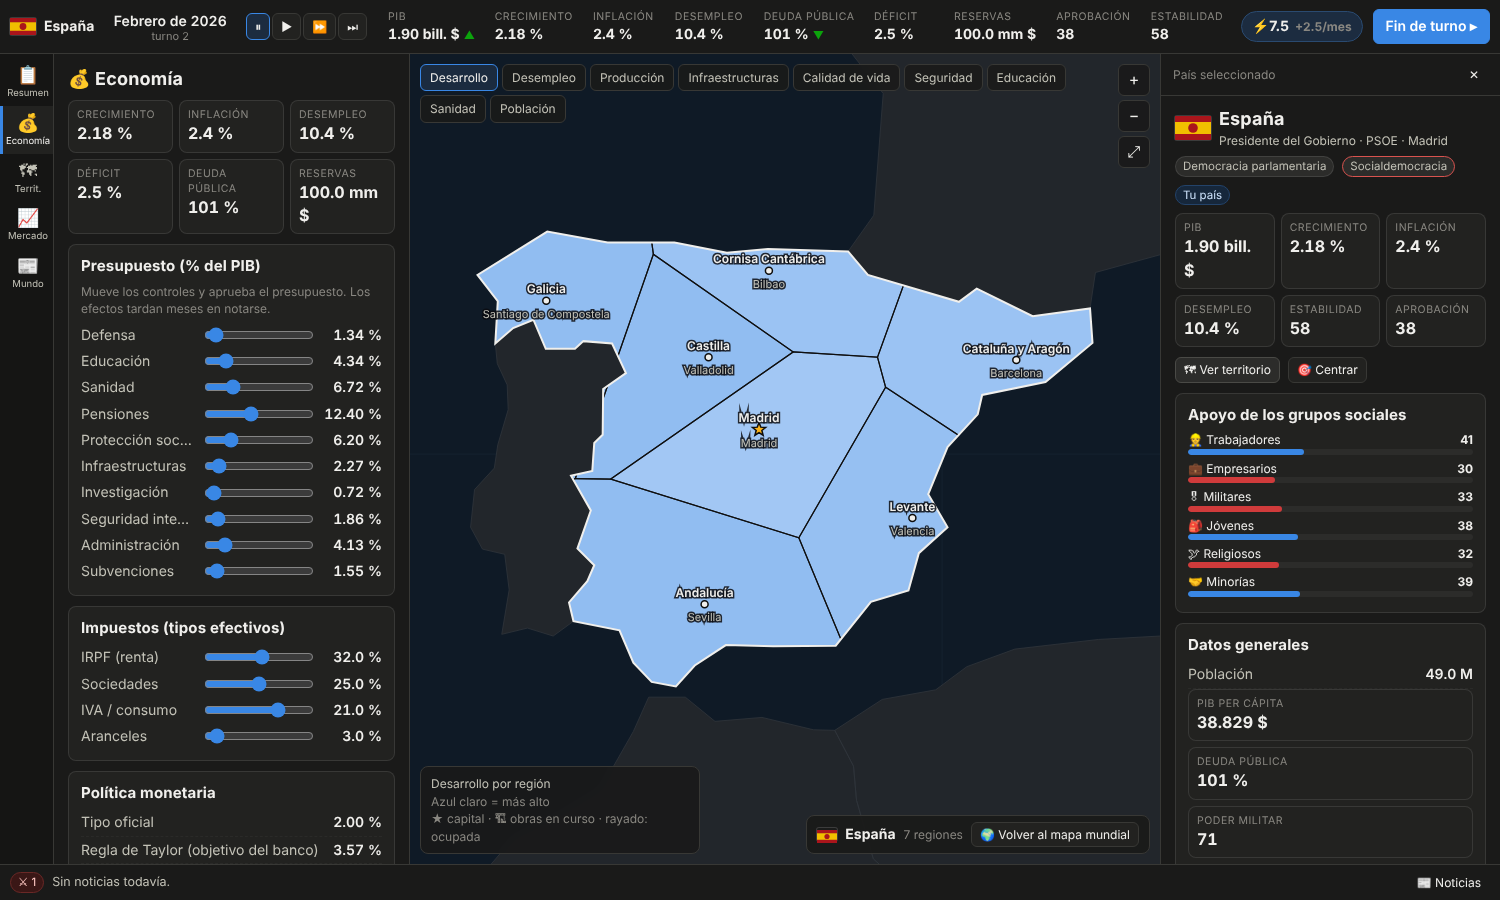 España
Febrero de 2026
turno 2
PIB
1.90 bill. $
CRECIMIENTO
2.18 %
INFLACIÓN
2.4 %
DESEMPLEO
10.4 %
DEUDA PÚBLICA
101 %
DÉFICIT
2.5 %
RESERVAS
100.0 mm $
APROBACIÓN
38
ESTABILIDAD
58
7.5 +2.5/mes
Fin de turno ▸
Resumen
Economía
Territ.
Mercado
Mundo
Economía
CRECIMIENTO
2.18 %
INFLACIÓN
2.4 %
DESEMPLEO
10.4 %
DÉFICIT
2.5 %
DEUDA
PÚBLICA
101 %
RESERVAS
100.0 mm
$
Presupuesto (% del PIB)
Mueve los controles y aprueba el presupuesto. Los
efectos tardan meses en notarse.
Defensa 1.34 %
Educación 4.34 %
Sanidad 6.72 %
Pensiones 12.40 %
Protección soc... 6.20 %
Infraestructuras 2.27 %
Investigación 0.72 %
Seguridad inte... 1.86 %
Administración 4.13 %
Subvenciones 1.55 %
Impuestos (tipos efectivos)
IRPF (renta) 32.0 %
Sociedades 25.0 %
IVA / consumo 21.0 %
Aranceles 3.0 %
Política monetaria
Tipo oficial 2.00 %
Regla de Taylor (objetivo del banco) 3.57 %
Desarrollo Desempleo Producción Infraestructuras Calidad de vida Seguridad Educación
Sanidad Población
+
−
Galicia
Santiago de Compostela
Cornisa Cantábrica
Bilbao
Castilla
Valladolid
Cataluña y Aragón
Barcelona
Madrid
Madrid
Levante
Valencia
Andalucía
Sevilla
Desarrollo por región
Azul claro = más alto
★ capital · 🏗 obras en curso · rayado:
ocupada
España 7 regiones Volver al mapa mundial
País seleccionado ✕
España
Presidente del Gobierno · PSOE · Madrid
Democracia parlamentaria Socialdemocracia
Tu país
PIB
1.90 bill.
$
CRECIMIENTO
2.18 %
INFLACIÓN
2.4 %
DESEMPLEO
10.4 %
ESTABILIDAD
58
APROBACIÓN
38
Ver territorio Centrar
Apoyo de los grupos sociales
Trabajadores 41
Empresarios 30
Militares 33
Jóvenes 38
Religiosos 32
Minorías 39
Datos generales
Población 49.0 M
PIB PER CÁPITA
38.829 $
DEUDA PÚBLICA
101 %
PODER MILITAR
71
⚔ 1 Sin noticias todavía.
Noticias